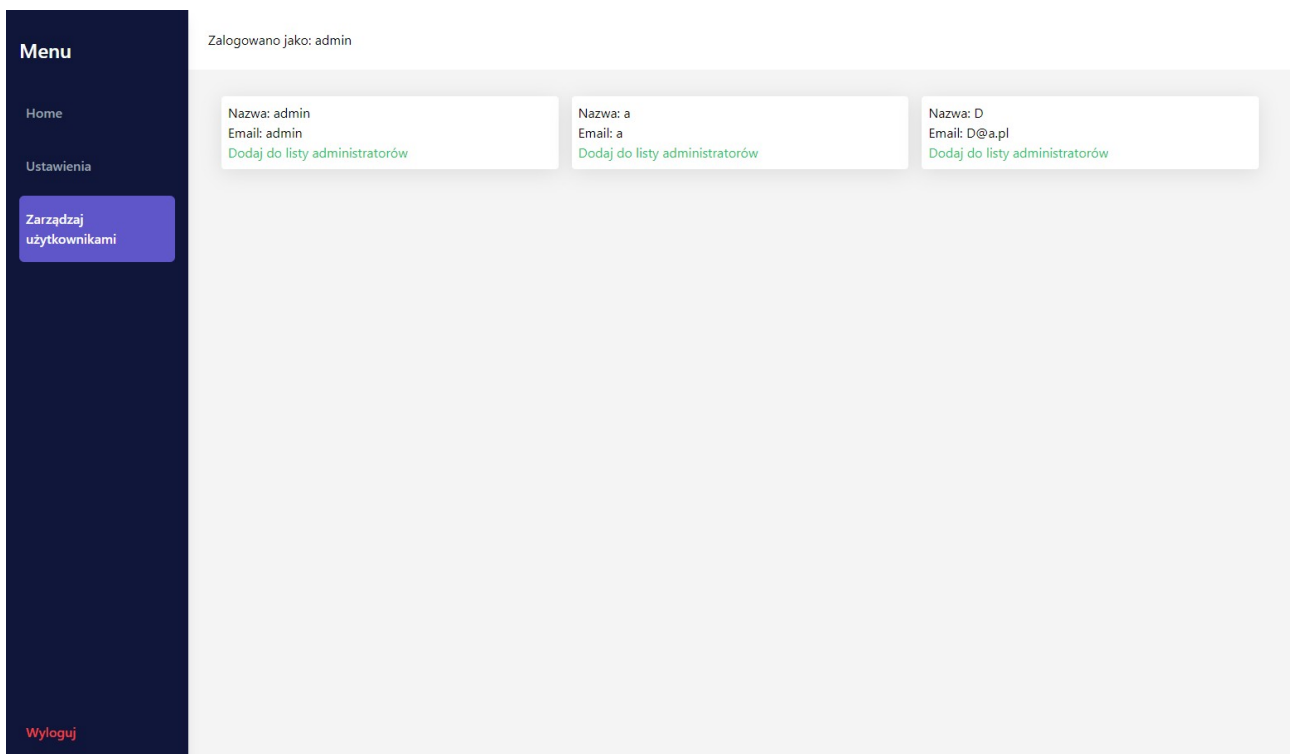 Menu
Home
Ustawienia
Zarządzaj
użytkownikami
Wyloguj
Zalogowano jako: admin
Nazwa: admin
Email: admin
Dodaj do listy administratorów
Nazwa: a
Email: a
Dodaj do listy administratorów
Nazwa: D
Email: D@a.pl
Dodaj do listy administratorów